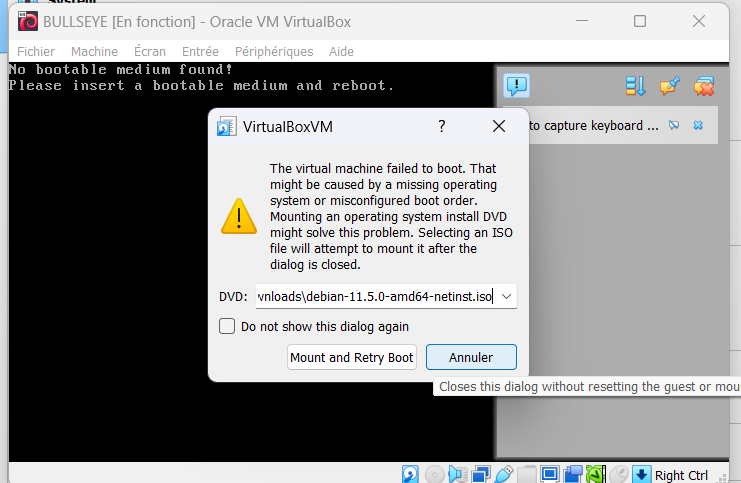 BULLSEYE [En fonction] - Oracle VM VirtualBox
Fichier Machine Écran Entrée Périphériques Aide
No bootable medium found!
Please insert a bootable medium and reboot.
to capture keyboard ...
VirtualBoxVM
?
The virtual machine failed to boot. That
might be caused by a missing operating
system or misconfigured boot order.
Mounting an operating system install DVD
might solve this problem. Selecting an ISO
file will attempt to mount it after the
dialog is closed.
DVD: wnloads\debian-11.5.0-amd64-netinst.iso
Do not show this dialog again
Mount and Retry Boot Annuler
Closes this dialog without resetting the guest or mou
Right Ctrl